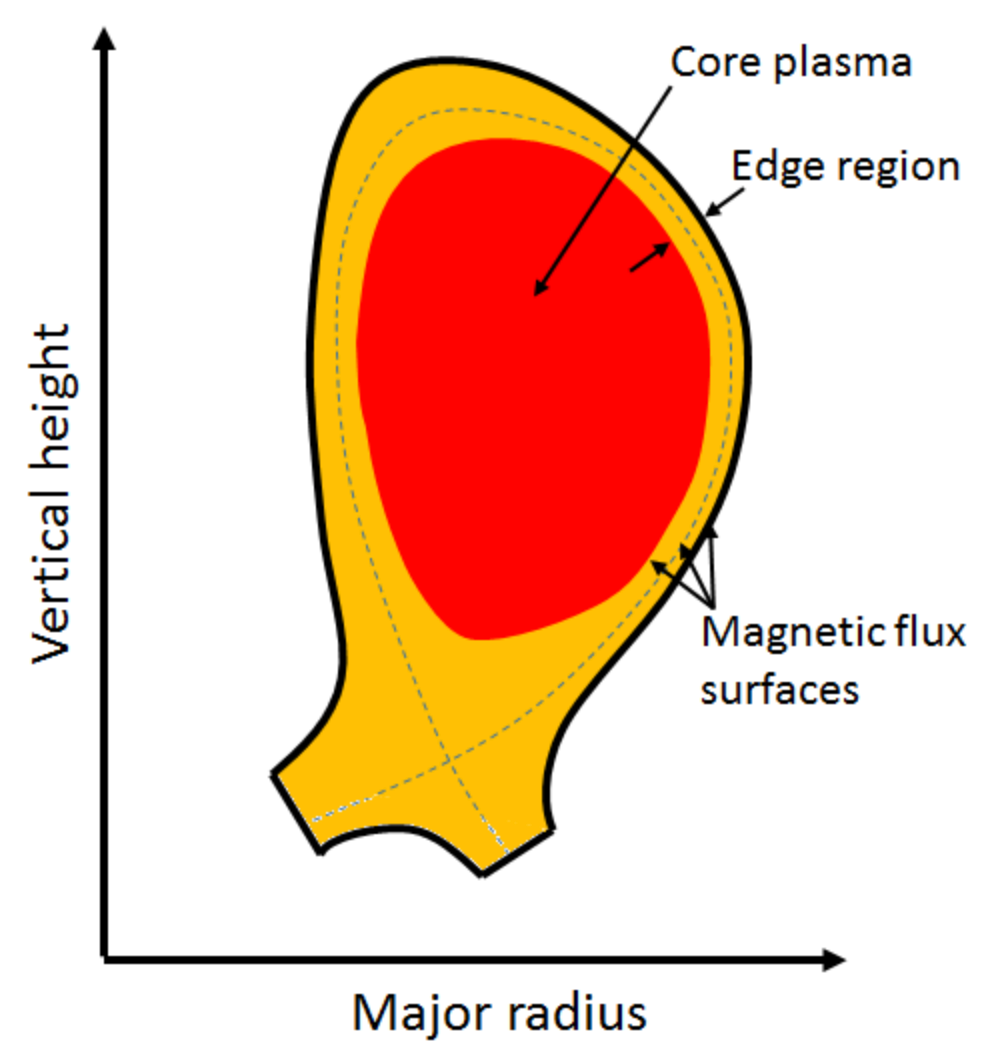 Core plasma
Edge region
Vertical height
Magnetic flux
surfaces
Major radius